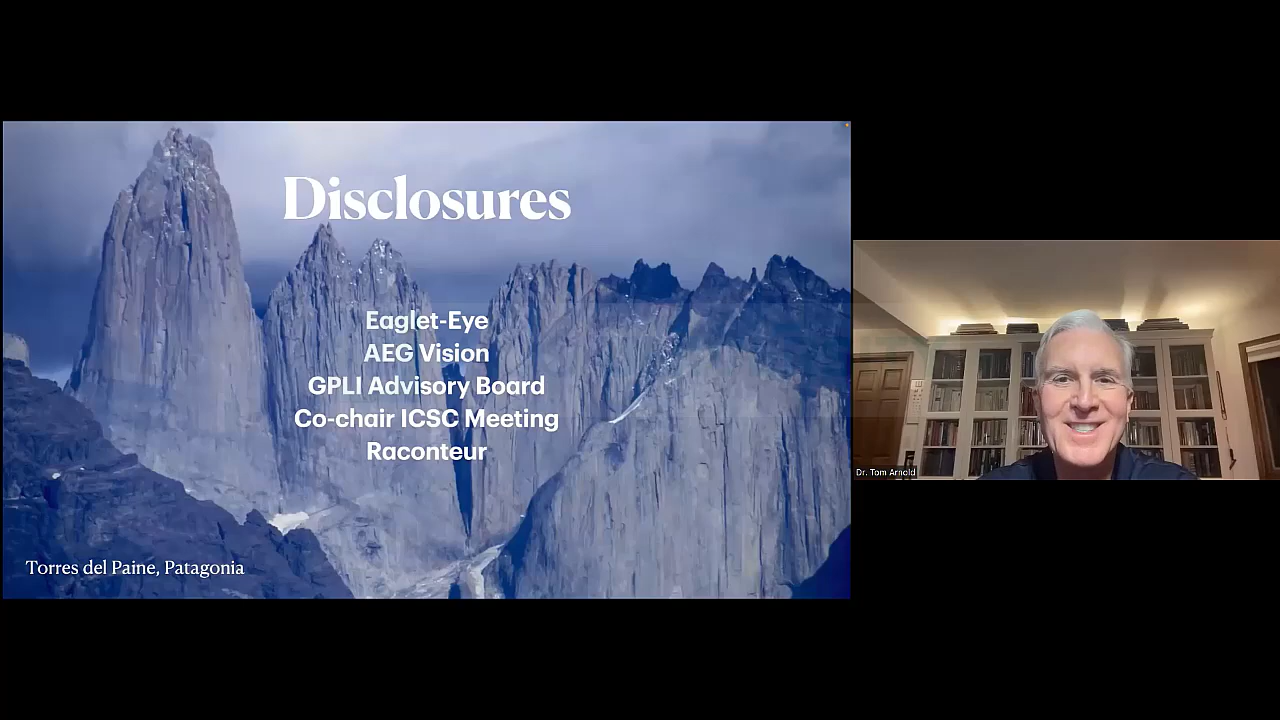 Disclosures
Eaglet-Eye
AEG Vision
GPLI Advisory Board
Co-chair ICSC Meeting
Raconteur
Torres del Paine, Patagonia
Dr. Tom Arnold